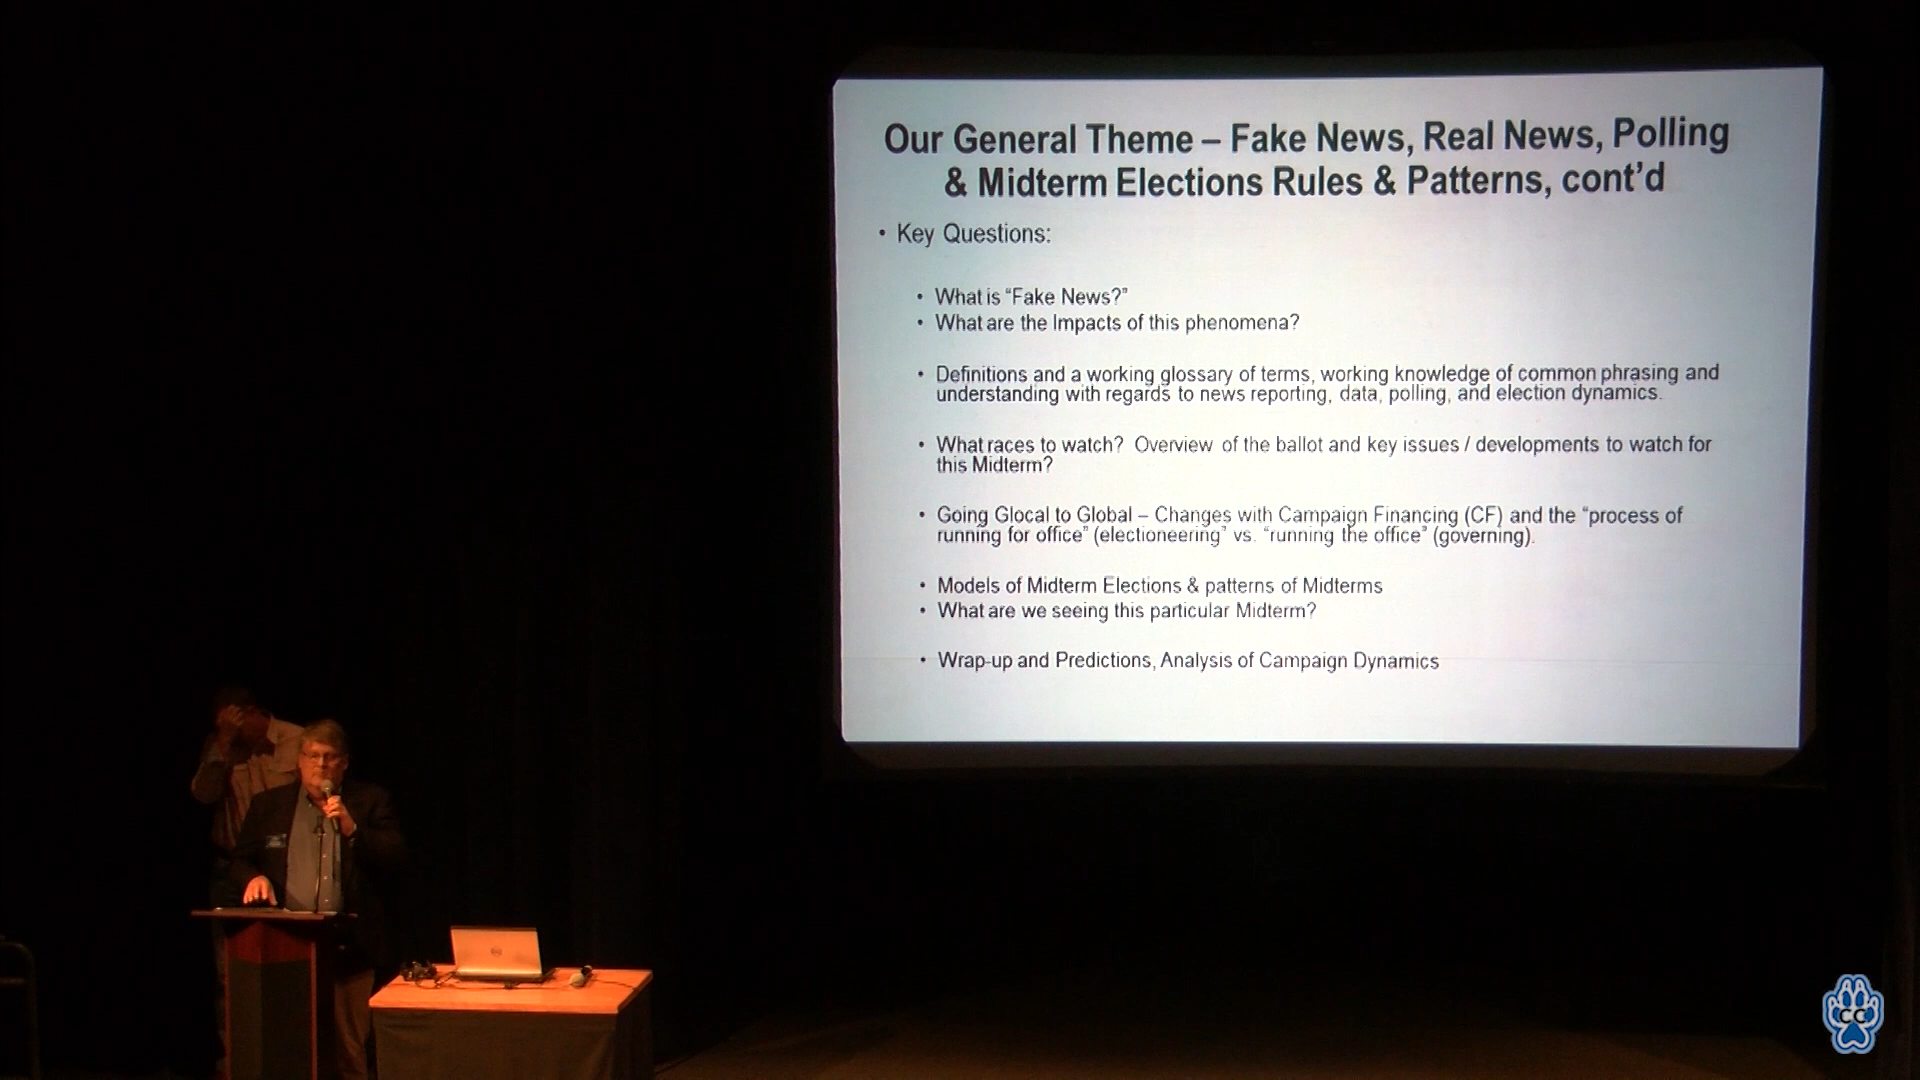 Our General Theme – Fake News, Real News, Polling
& Midterm Elections Rules & Patterns, cont'd
• Key Questions:
• What is “Fake News?”
• What are the Impacts of this phenomena?
• Definitions and a working glossary of terms, working knowledge of common phrasing and
understanding with regards to news reporting, data, polling, and election dynamics.
• What races to watch?  Overview of the ballot and key issues / developments to watch for
this Midterm?
• Going Glocal to Global – Changes with Campaign Financing (CF) and the “process of
running for office” (electioneering” vs. “running the office” (governing).
• Models of Midterm Elections & patterns of Midterms
• What are we seeing this particular Midterm?
• Wrap-up and Predictions, Analysis of Campaign Dynamics
CC